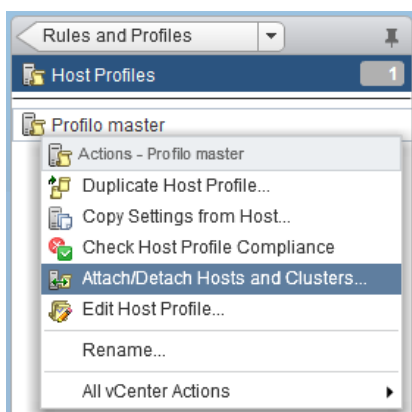 Rules and Profiles
Host Profiles 1
Profilo master
Actions - Profilo master
Duplicate Host Profile...
Copy Settings from Host...
Check Host Profile Compliance
Attach/Detach Hosts and Clusters...
Edit Host Profile...
Rename...
All vCenter Actions